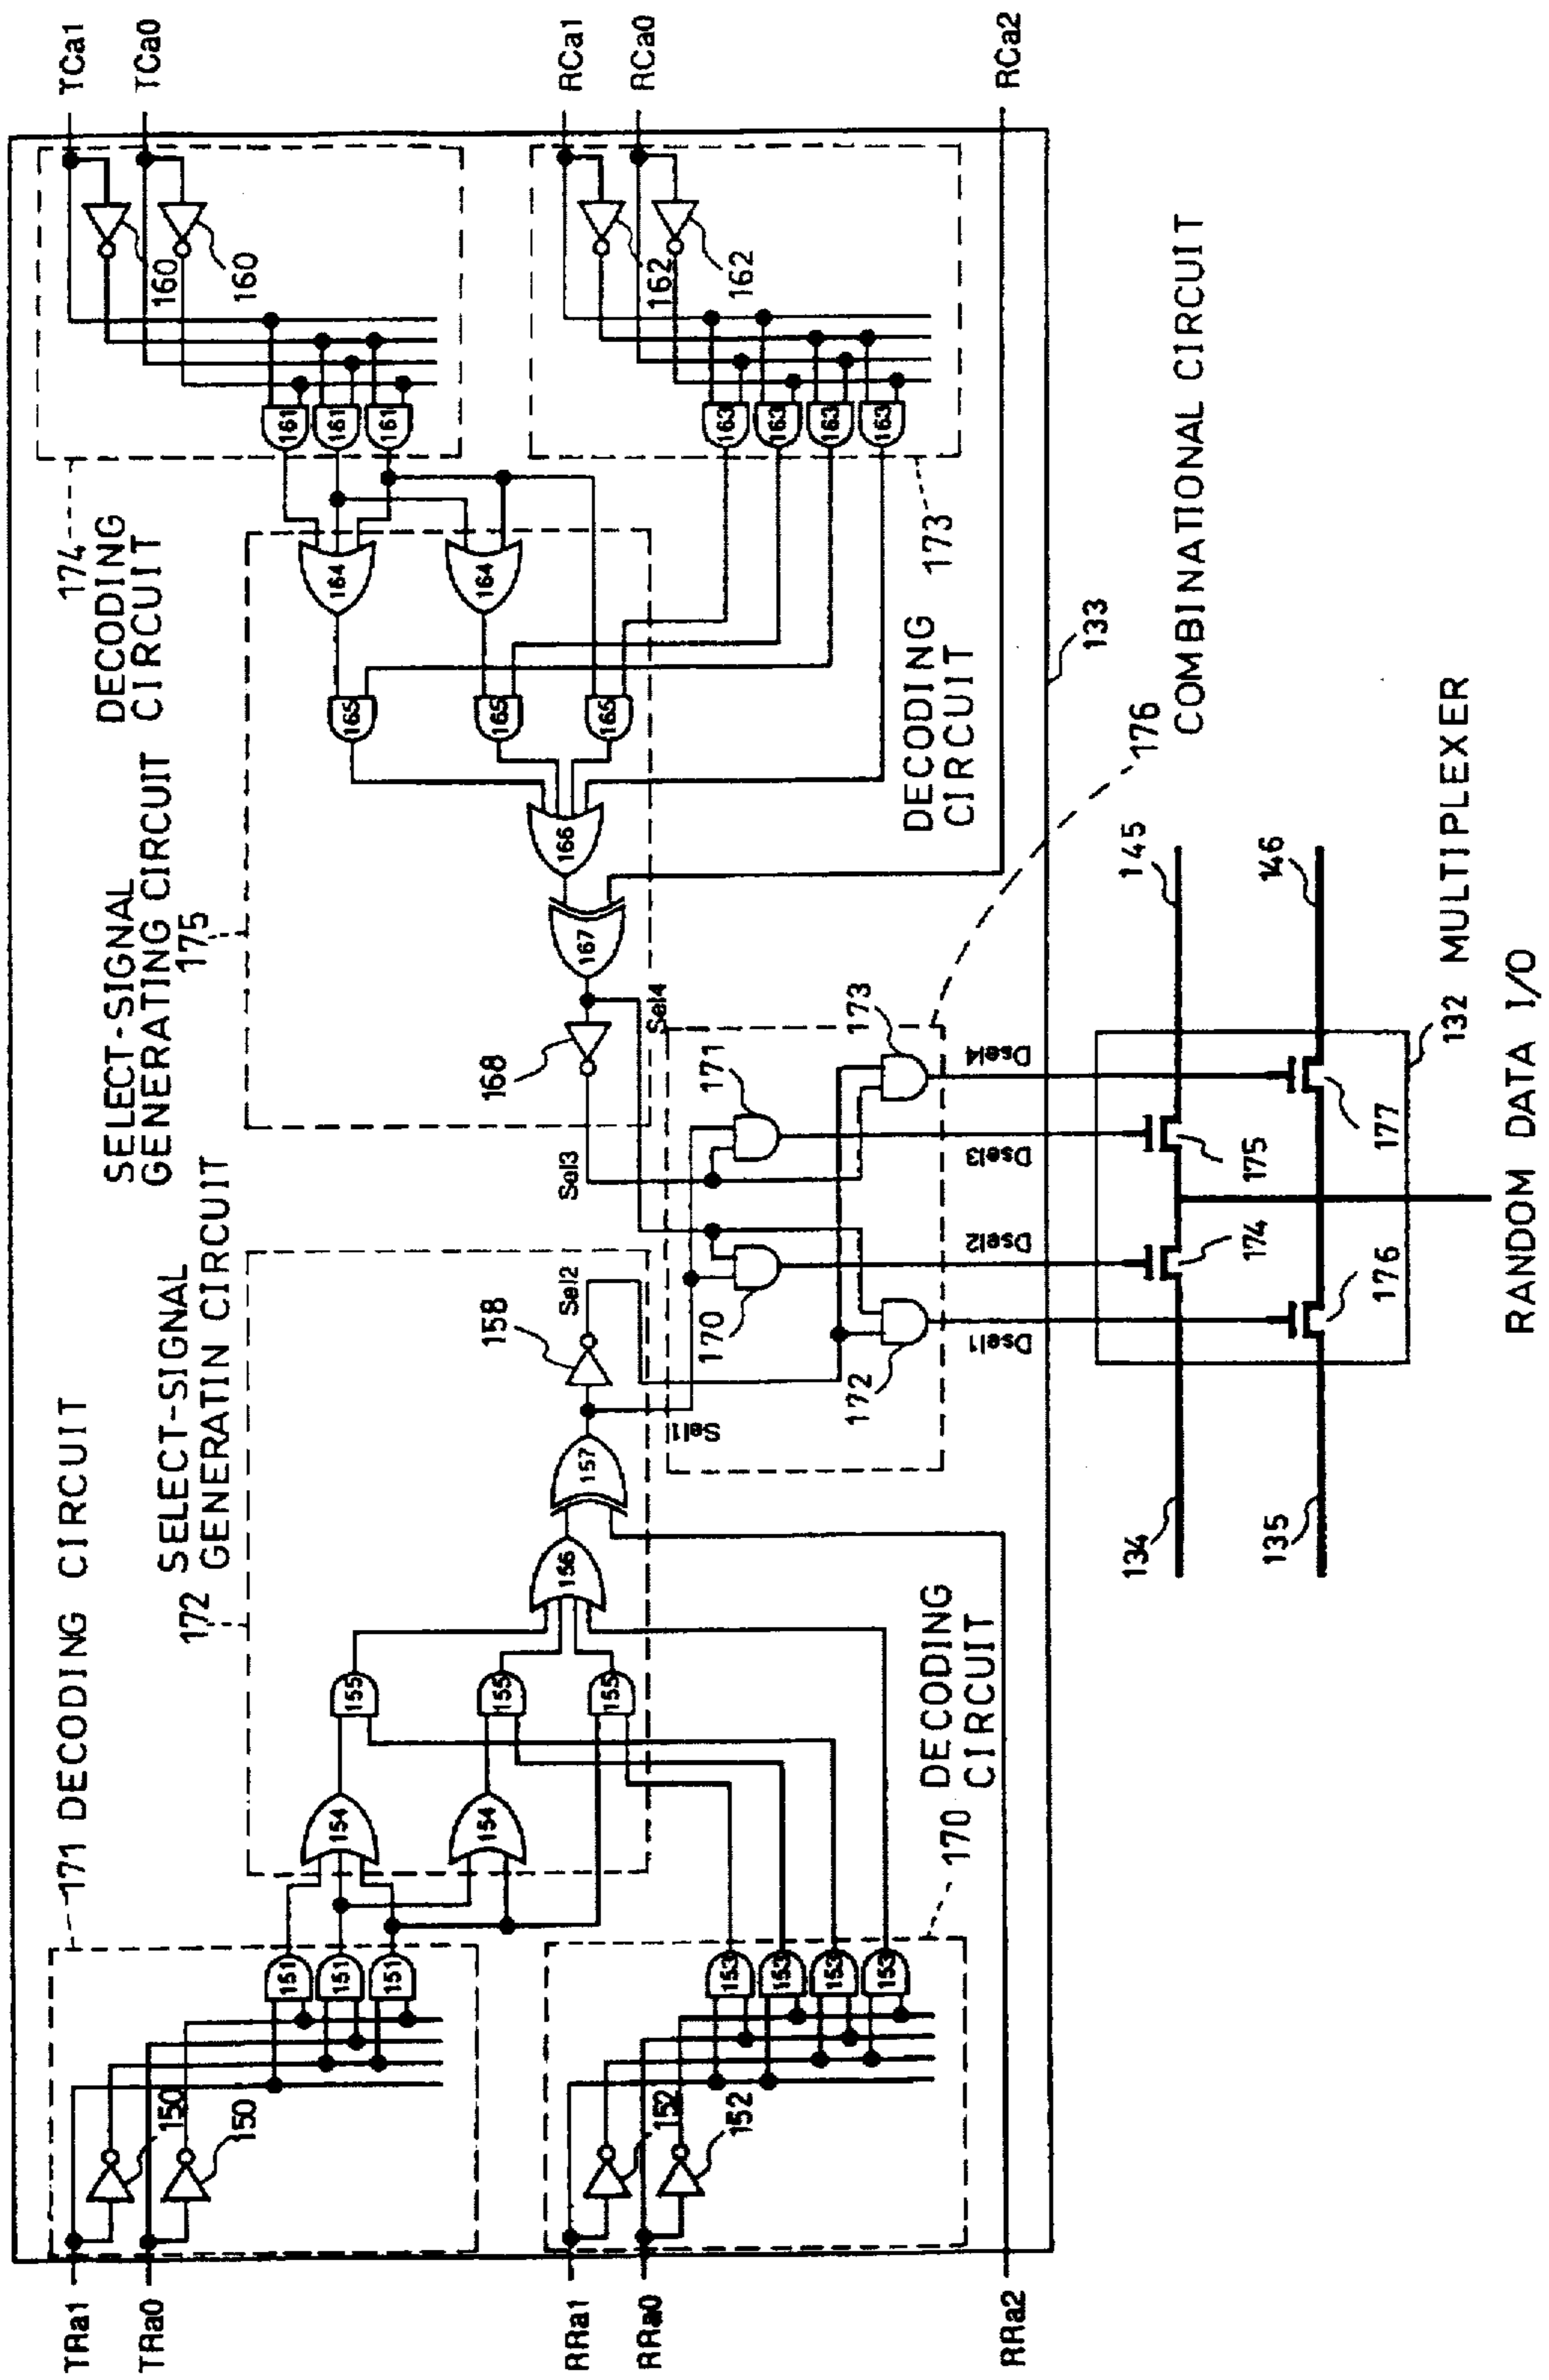 TRa1
TRa0
RRa1
RRa0
RRa2
171 DECODING CIRCUIT
150
150
151
151
151
152
152
153
153
153
153
170 DECODING
CIRCUIT
172 SELECT-SIGNAL
GENERATIN CIRCUIT
154
154
155
155
155
156
157
158
Sel1
Sel2
SELECT-SIGNAL
GENERATING CIRCUIT
175
168
167
166
165
165
165
164
164
Sel3
Sel4
174
DECODING
CIRCUIT
160
160
161
161
161
TCa1
TCa0
162
162
163
163
163
163
173
DECODING
CIRCUIT
RCa1
RCa0
RCa2
133
176
COMBINATIONAL CIRCUIT
170
171
172
173
Dsel1
Dsel2
Dsel3
Dsel4
134
135
145
146
174
175
176
177
132 MULTIPLEXER
RANDOM DATA I/O